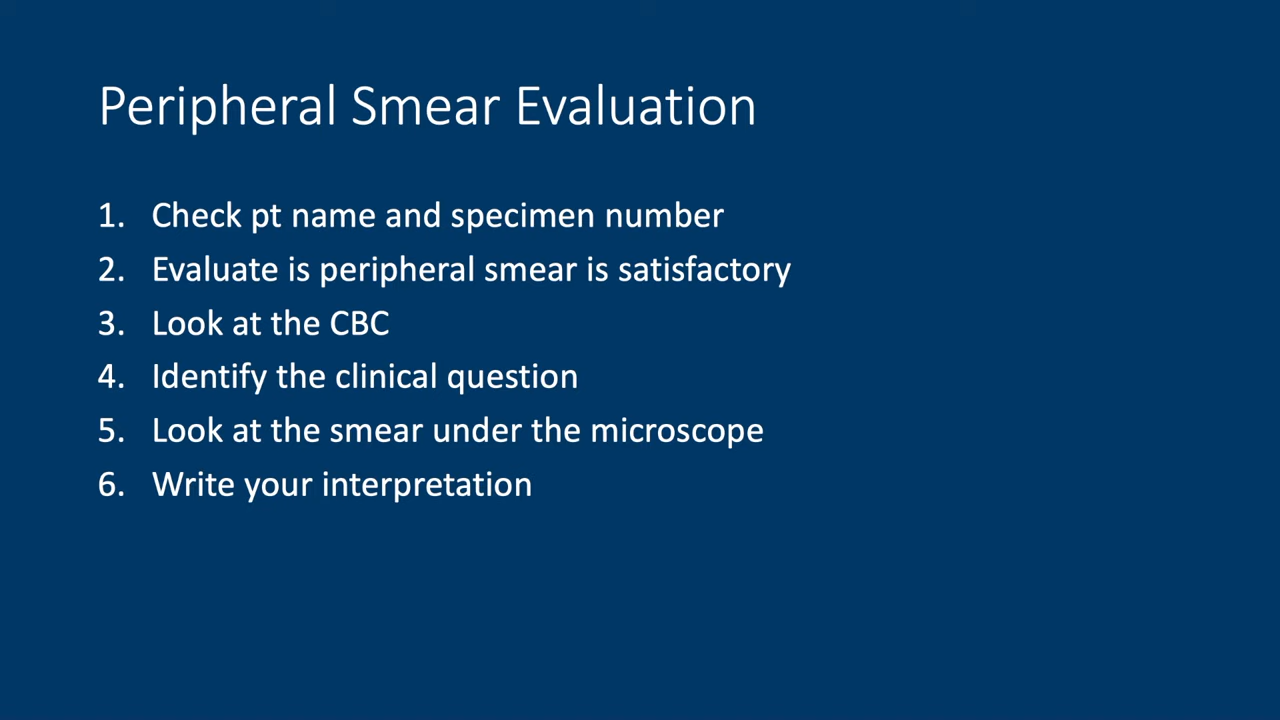 Peripheral Smear Evaluation
1. Check pt name and specimen number
2. Evaluate is peripheral smear is satisfactory
3. Look at the CBC
4. Identify the clinical question
5. Look at the smear under the microscope
6. Write your interpretation